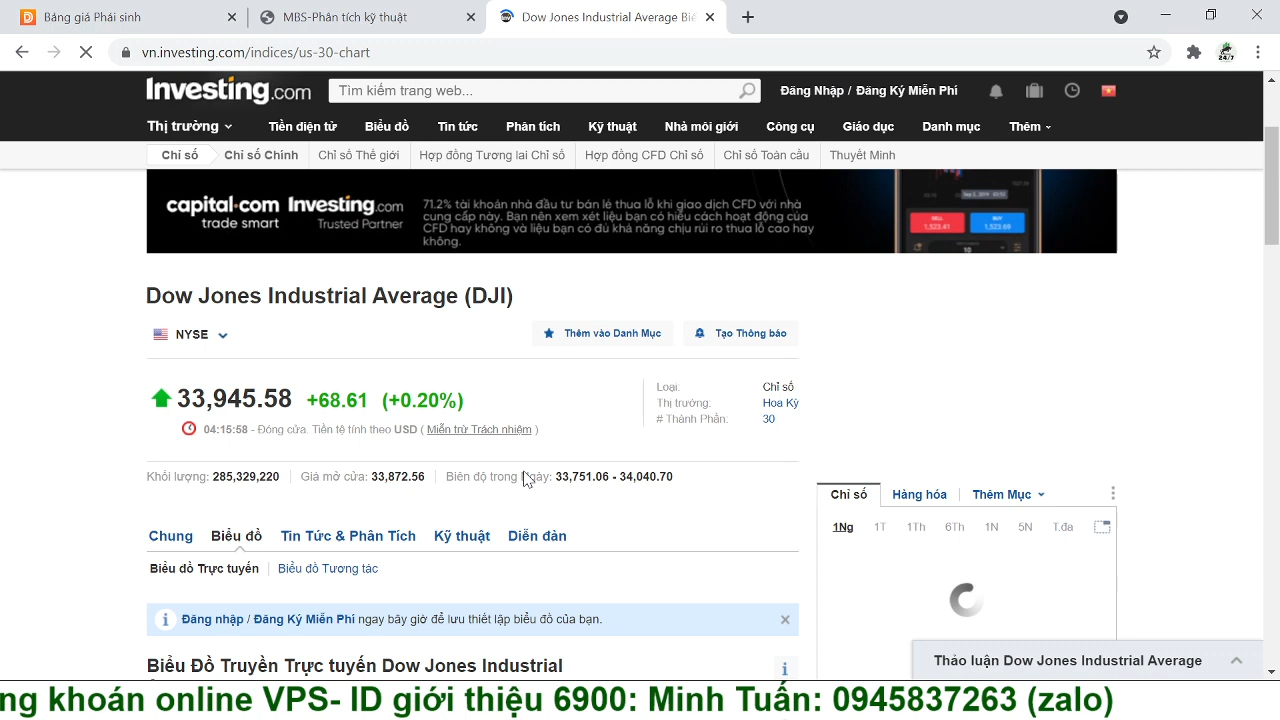 Bảng giá Phái sinh
MBS-Phân tích kỹ thuật
Dow Jones Industrial Average Biể
vn.investing.com/indices/us-30-chart
Investing.com
Tìm kiếm trang web...
Đăng Nhập / Đăng Ký Miễn Phí
Thị trường
Tiền điện tử
Biểu đồ
Tin tức
Phân tích
Kỹ thuật
Nhà môi giới
Công cụ
Giáo dục
Danh mục
Thêm
Chỉ số
Chỉ số Chính
Chỉ số Thế giới
Hợp đồng Tương lai Chỉ số
Hợp đồng CFD Chỉ số
Chỉ số Toàn cầu
Thuyết Minh
capital.com
trade smart
Investing.com
Trusted Partner
71.2% tài khoản nhà đầu tư bán lẻ thua lỗ khi giao dịch CFD với nhà
cung cấp này. Bạn nên xem xét liệu bạn có hiểu cách hoạt động của
CFD hay không và liệu bạn có đủ khả năng chịu rủi ro thua lỗ cao hay
không.
SELL
1,523.41
BUY
1,523.69
10
Dow Jones Industrial Average (DJI)
NYSE
Thêm vào Danh Mục
Tạo Thông báo
33,945.58 +68.61 (+0.20%)
04:15:58 - Đóng cửa. Tiền tệ tính theo USD ( Miễn trừ Trách nhiệm )
Loại: Chỉ số
Thị trường: Hoa Kỳ
# Thành Phần: 30
Khối lượng: 285,329,220
Giá mở cửa: 33,872.56
Biên độ trong ngày: 33,751.06 - 34,040.70
Chung
Biểu đồ
Tin Tức & Phân Tích
Kỹ thuật
Diễn đàn
Biểu đồ Trực tuyến
Biểu đồ Tương tác
Đăng nhập / Đăng Ký Miễn Phí ngay bây giờ để lưu thiết lập biểu đồ của bạn.
Biểu Đồ Truyền Trực tuyến Dow Jones Industrial
Chỉ số
Hàng hóa
Thêm Mục
1Ng
1T
1Th
6Th
1N
5N
T.đa
Thảo luận Dow Jones Industrial Average
ng khoán online VPS- ID giới thiệu 6900: Minh Tuấn: 0945837263 (zalo)